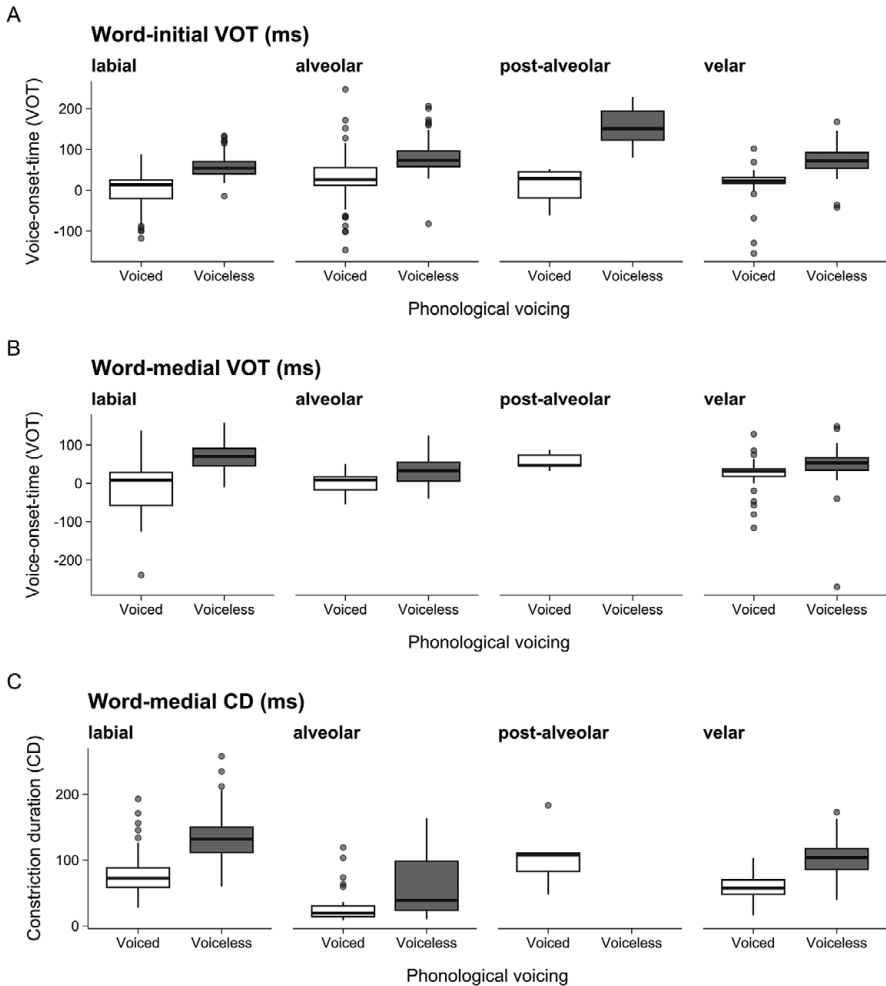 A
Word-initial VOT (ms)
labial alveolar post-alveolar velar
Voice-onset-time (VOT)
200
100
0
-100
Voiced Voiceless Voiced Voiceless Voiced Voiceless Voiced Voiceless
Phonological voicing
B
Word-medial VOT (ms)
labial alveolar post-alveolar velar
Voice-onset-time (VOT)
100
0
-100
-200
Voiced Voiceless Voiced Voiceless Voiced Voiceless Voiced Voiceless
Phonological voicing
C
Word-medial CD (ms)
labial alveolar post-alveolar velar
Constriction duration (CD)
200
100
0
Voiced Voiceless Voiced Voiceless Voiced Voiceless Voiced Voiceless
Phonological voicing